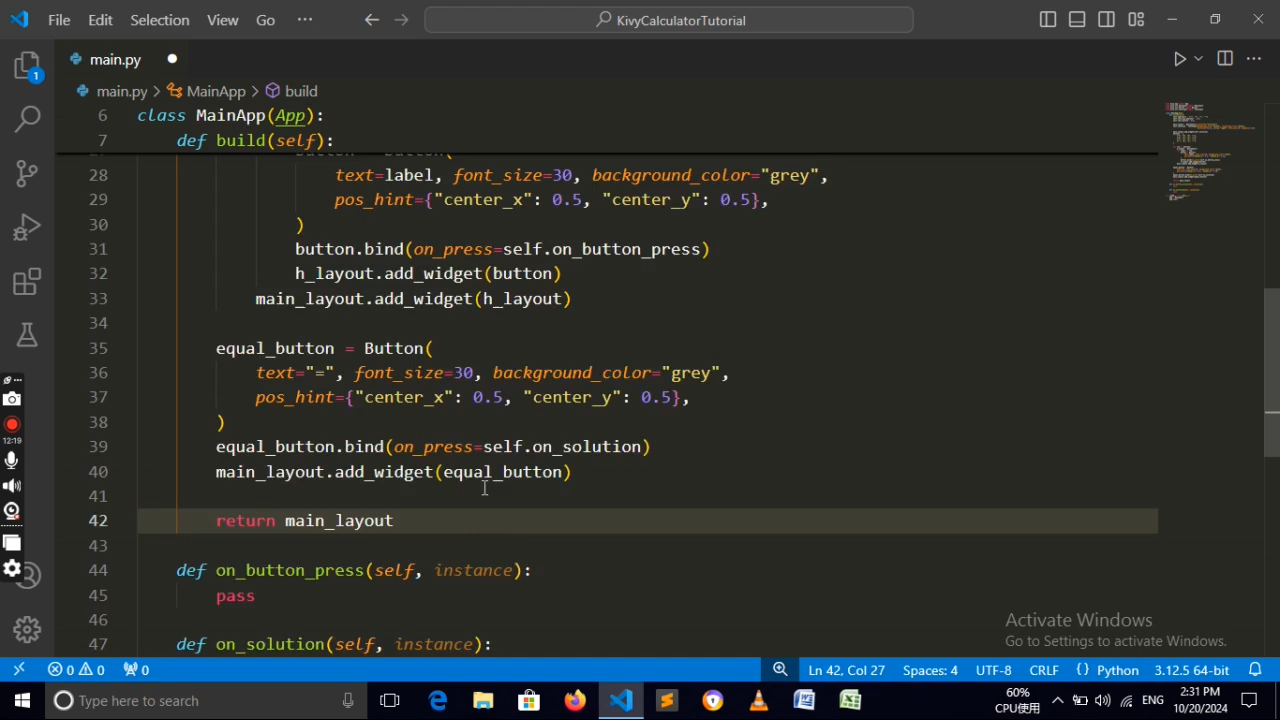 File Edit Selection View Go ··· KivyCalculatorTutorial
main.py
main.py > MainApp > build
6 class MainApp(App):
7 def build(self):
28 text=label, font_size=30, background_color="grey",
29 pos_hint={"center_x": 0.5, "center_y": 0.5},
30 )
31 button.bind(on_press=self.on_button_press)
32 h_layout.add_widget(button)
33 main_layout.add_widget(h_layout)
34
35 equal_button = Button(
36 text="=", font_size=30, background_color="grey",
37 pos_hint={"center_x": 0.5, "center_y": 0.5},
38 )
39 equal_button.bind(on_press=self.on_solution)
40 main_layout.add_widget(equal_button)
41
42 return main_layout
43
44 def on_button_press(self, instance):
45 pass
46
47 def on_solution(self, instance):
1
12:19
Activate Windows
Go to Settings to activate Windows.
0 0 0 Ln 42, Col 27 Spaces: 4 UTF-8 CRLF {} Python 3.12.5 64-bit
Type here to search
60%
CPU使用
ENG
2:31 PM
10/20/2024